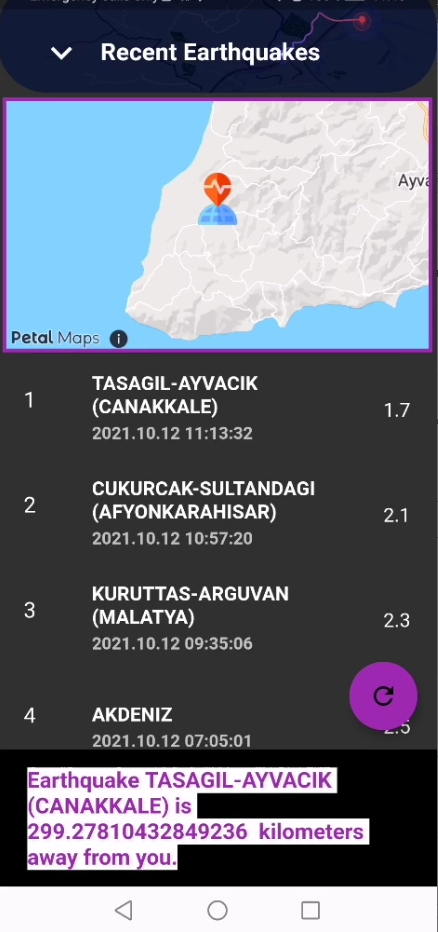 Recent Earthquakes
Ayva
Petal Maps i
1
TASAGIL-AYVACIK
(CANAKKALE)
2021.10.12 11:13:32
1.7
2
CUKURCAK-SULTANDAGI
(AFYONKARAHISAR)
2021.10.12 10:57:20
2.1
3
KURUTTAS-ARGUVAN
(MALATYA)
2021.10.12 09:35:06
2.3
4
AKDENIZ
2021.10.12 07:05:01
2.5
Earthquake TASAGIL-AYVACIK
(CANAKKALE) is
299.27810432849236  kilometers
away from you.